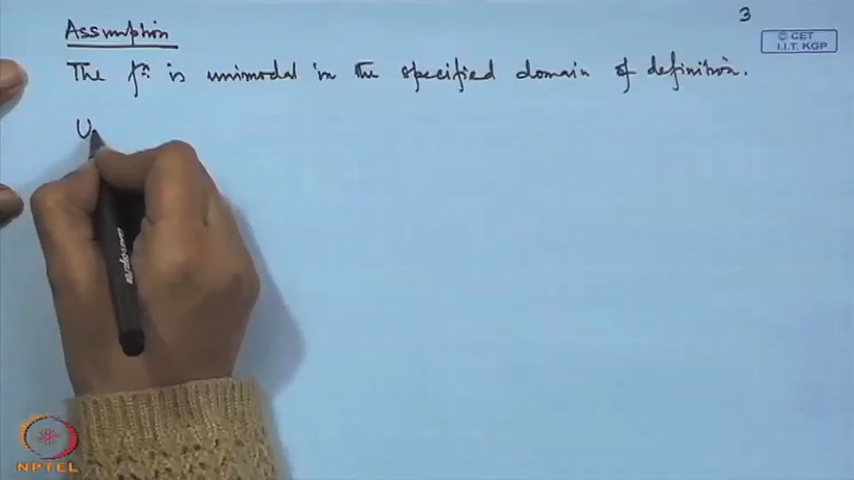 3
Assumption
© CET
I.I.T. KGP
The fⁿ: is unimodal in the specified domain of definition.
U
NPTEL